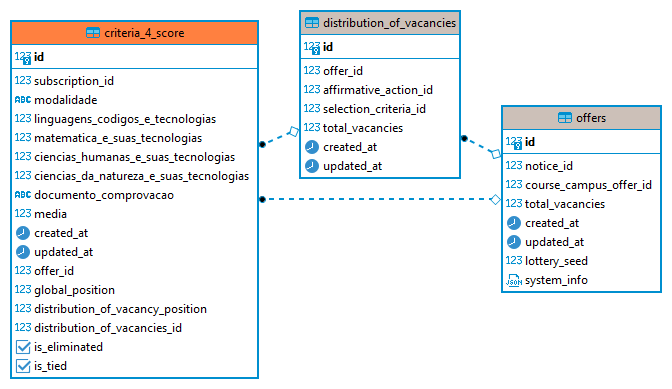 criteria_4_score
123 id
123 subscription_id
ABC modalidade
123 linguagens_codigos_e_tecnologias
123 matematica_e_suas_tecnologias
123 ciencias_humanas_e_suas_tecnologias
123 ciencias_da_natureza_e_suas_tecnologias
ABC documento_comprovacao
123 media
created_at
updated_at
123 offer_id
123 global_position
123 distribution_of_vacancy_position
123 distribution_of_vacancies_id
is_eliminated
is_tied
distribution_of_vacancies
123 id
123 offer_id
123 affirmative_action_id
123 selection_criteria_id
123 total_vacancies
created_at
updated_at
offers
123 id
123 notice_id
123 course_campus_offer_id
123 total_vacancies
created_at
updated_at
123 lottery_seed
JSON system_info